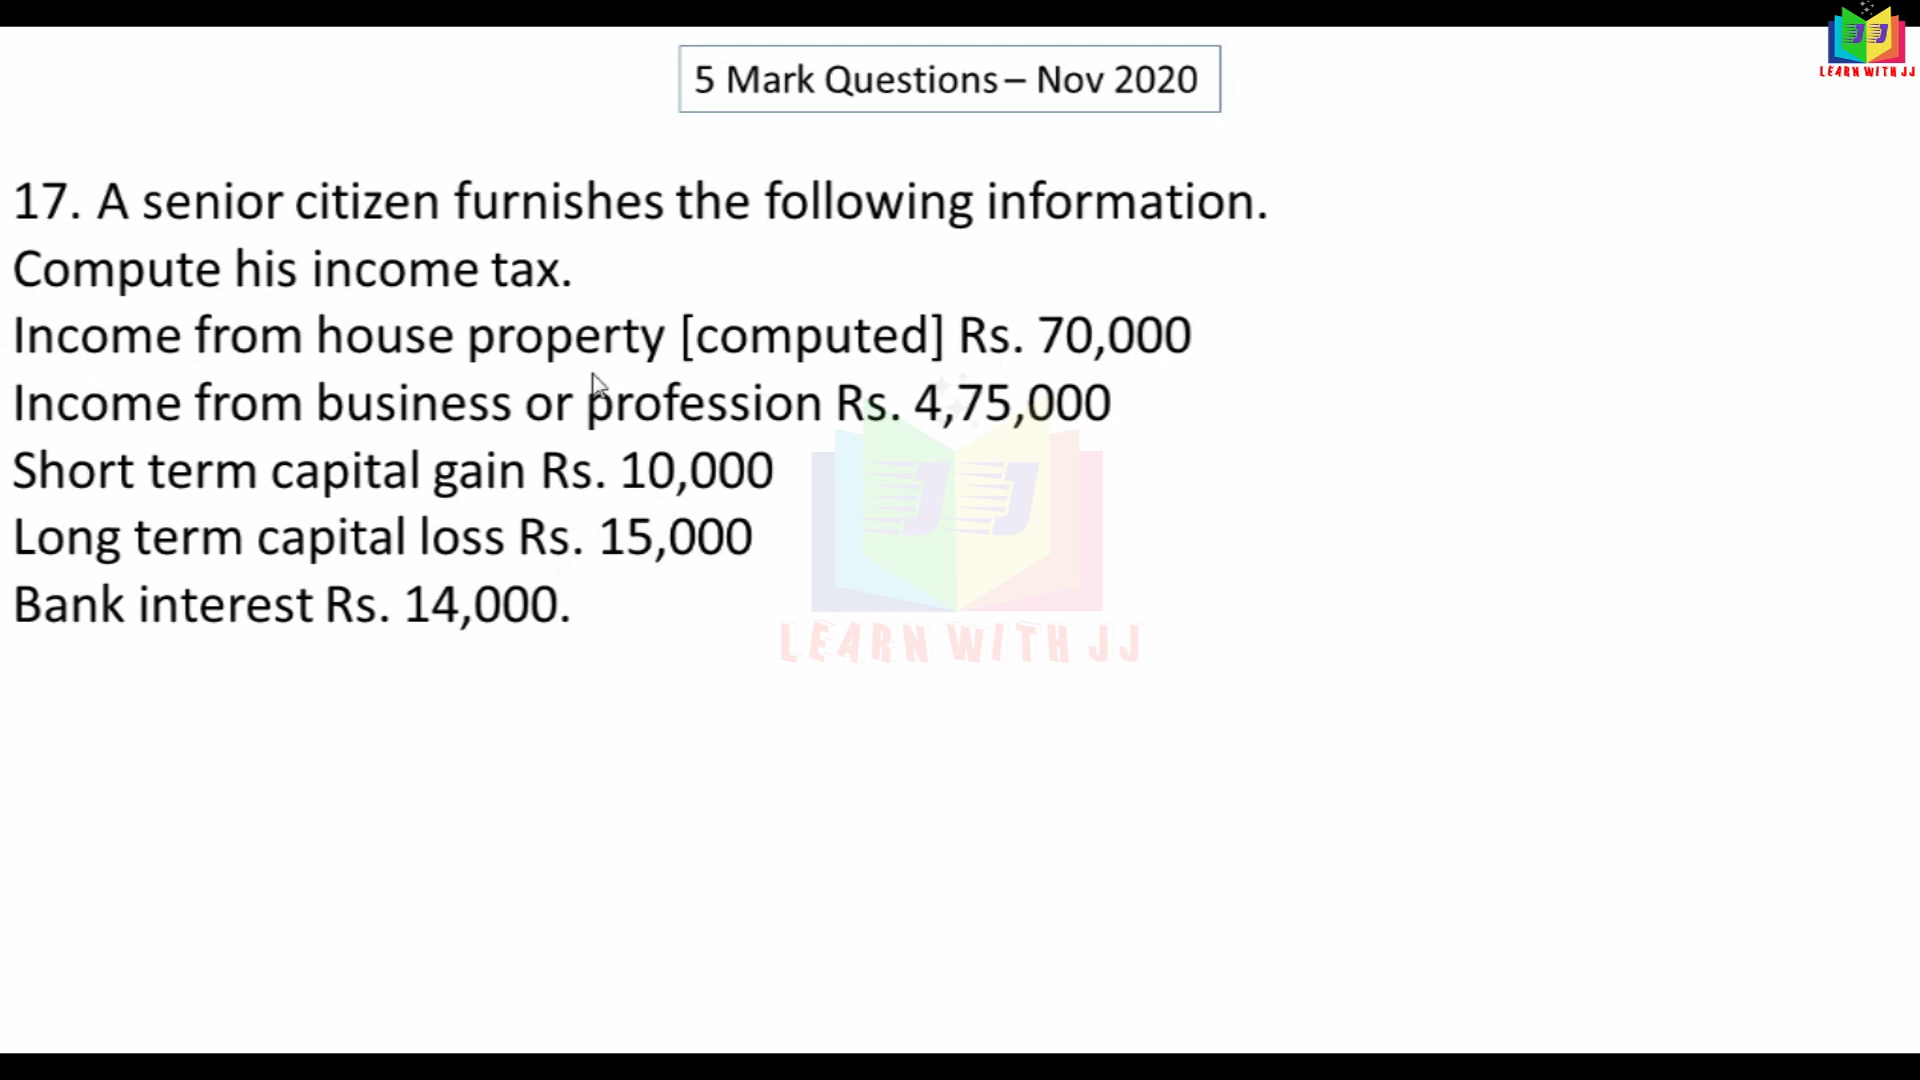 LEARN WITH JJ
5 Mark Questions – Nov 2020
17. A senior citizen furnishes the following information.
Compute his income tax.
Income from house property [computed] Rs. 70,000
Income from business or profession Rs. 4,75,000
Short term capital gain Rs. 10,000
Long term capital loss Rs. 15,000
Bank interest Rs. 14,000.
JJ
LEARN WITH JJ